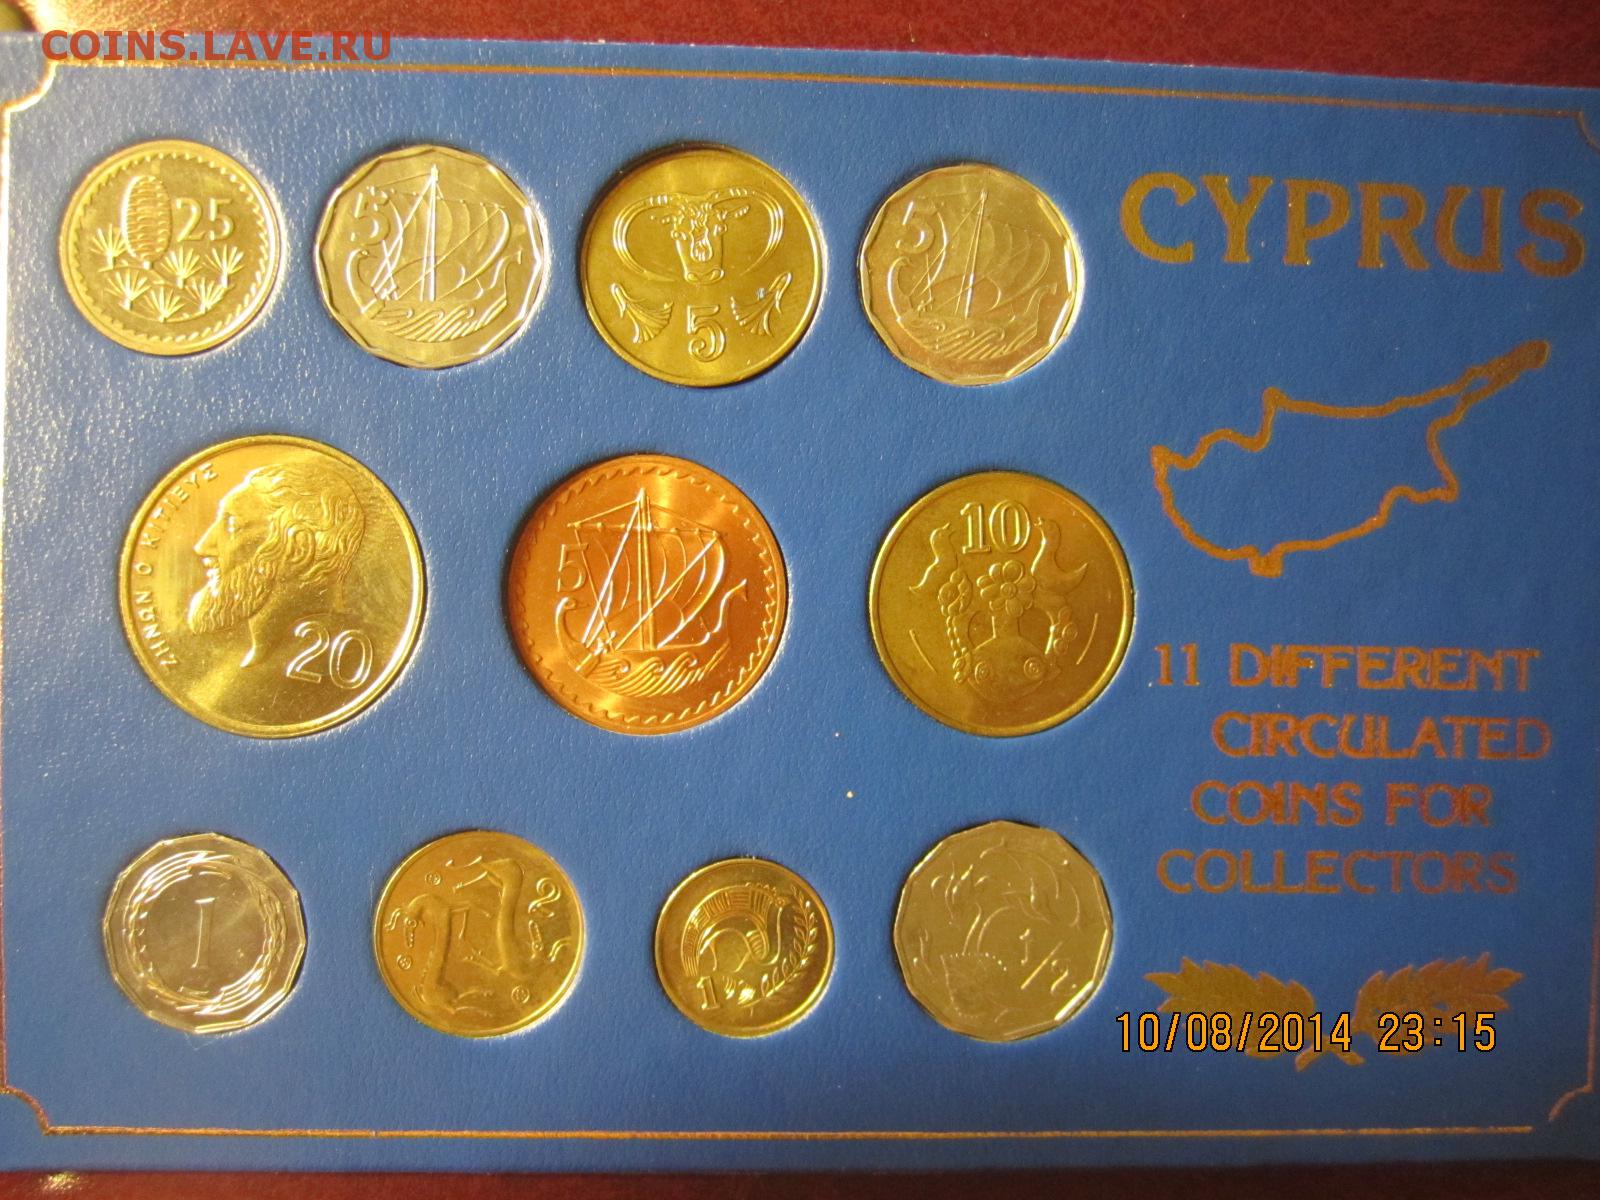 COINS.LAVE.RU
CYPRUS
25
5
5
5
ΖΗΝΩΝ Ο ΚΙΤΙΕΥΣ
20
5
10
11 DIFFERENT
CIRCULATED
COINS FOR
COLLECTORS
1
2
1
1/2
10/08/2014 23:15